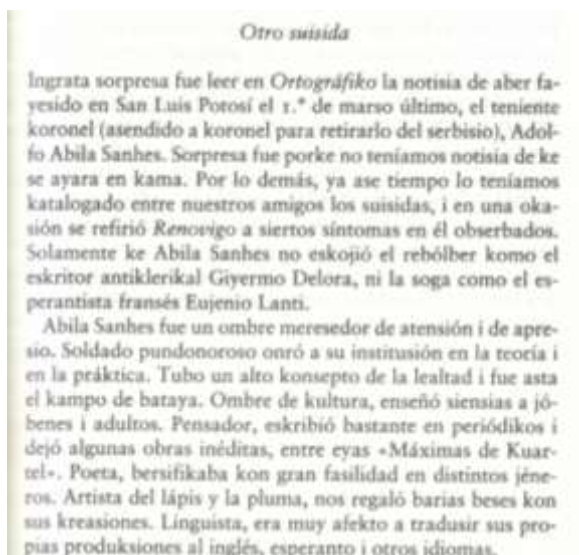 Otro suisida
Ingrata sorpresa fue leer en Ortográfiko la notisia de aber fa-
yesido en San Luis Potosí el 1.° de marso último, el teniente
koronel (asendido a koronel para retirarlo del serbisio), Adol-
fo Abila Sanhes. Sorpresa fue porke no teníamos notisia de ke
se ayara en kama. Por lo demás, ya ase tiempo lo teníamos
katalogado entre nuestros amigos los suisidas, i en una oka-
sión se refirió Renovigo a siertos síntomas en él obserbados.
Solamente ke Abila Sanhes no eskojió el rebólber komo el
eskritor antiklerikal Giyermo Delora, ni la soga como el es-
perantista fransés Eujenio Lanti.
Abila Sanhes fue un ombre meresedor de atensión i de apre-
sio. Soldado pundonoroso onró a su institusión en la teoría i
en la práktica. Tubo un alto konsepto de la lealtad i fue asta
el kampo de bataya. Ombre de kultura, enseñó siensias a jó-
benes i adultos. Pensador, eskribió bastante en periódikos i
dejó algunas obras inéditas, entre eyas «Máximas de Kuar-
tel». Poeta, bersifikaba kon gran fasilidad en distintos jéne-
ros. Artista del lápis y la pluma, nos regaló barias beses kon
sus kreasiones. Linguista, era muy afekto a tradusir sus pro-
pias produksiones al inglés, esperanto i otros idiomas.